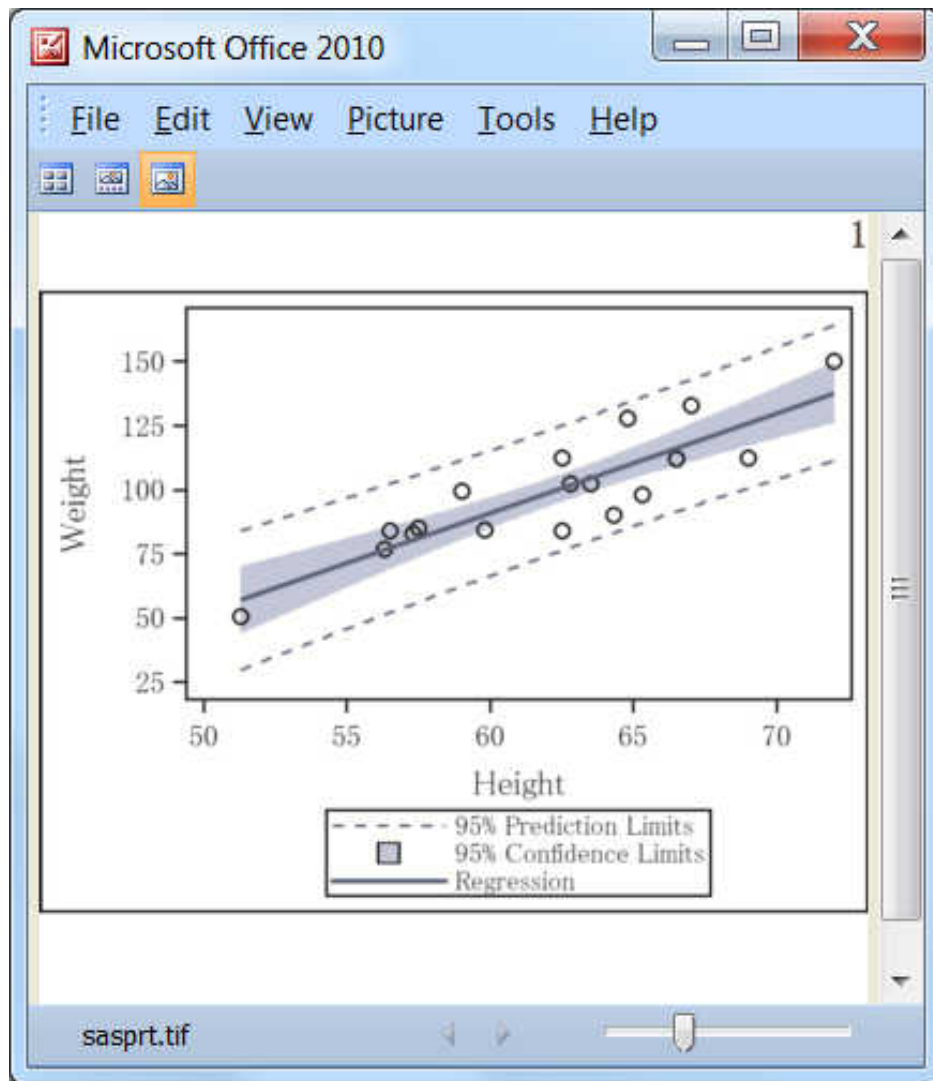 Microsoft Office 2010
File Edit View Picture Tools Help
1
150
125
100
75
50
25
Weight
50 55 60 65 70
Height
95% Prediction Limits
95% Confidence Limits
Regression
sasprt.tif